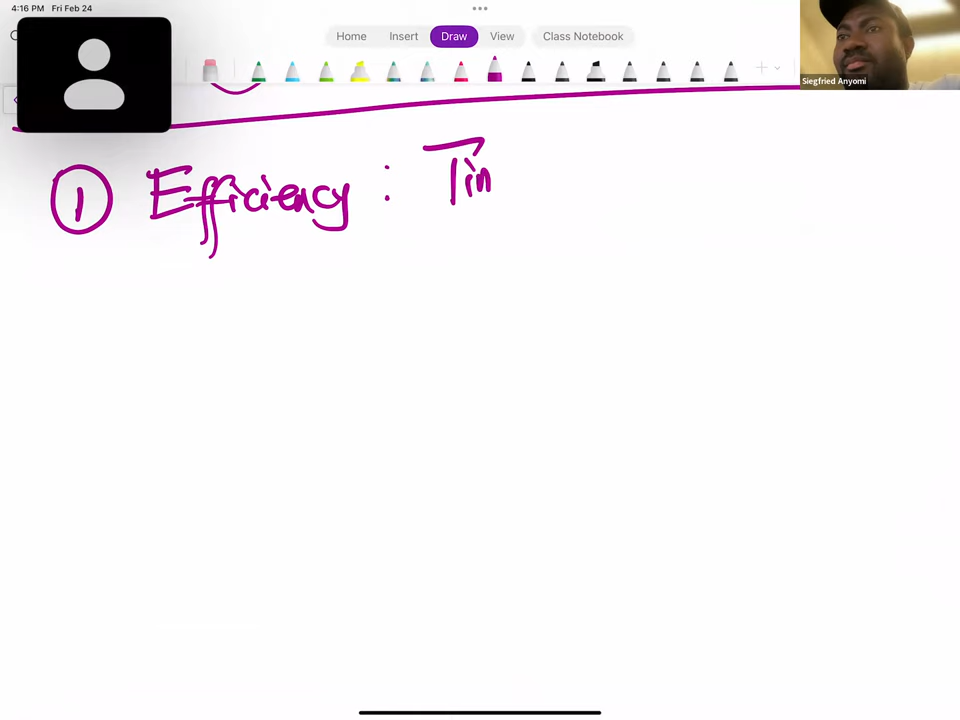 4:16 PM Fri Feb 24
Home Insert Draw View Class Notebook
Siegfried Anyomi
① Efficiency : Tim